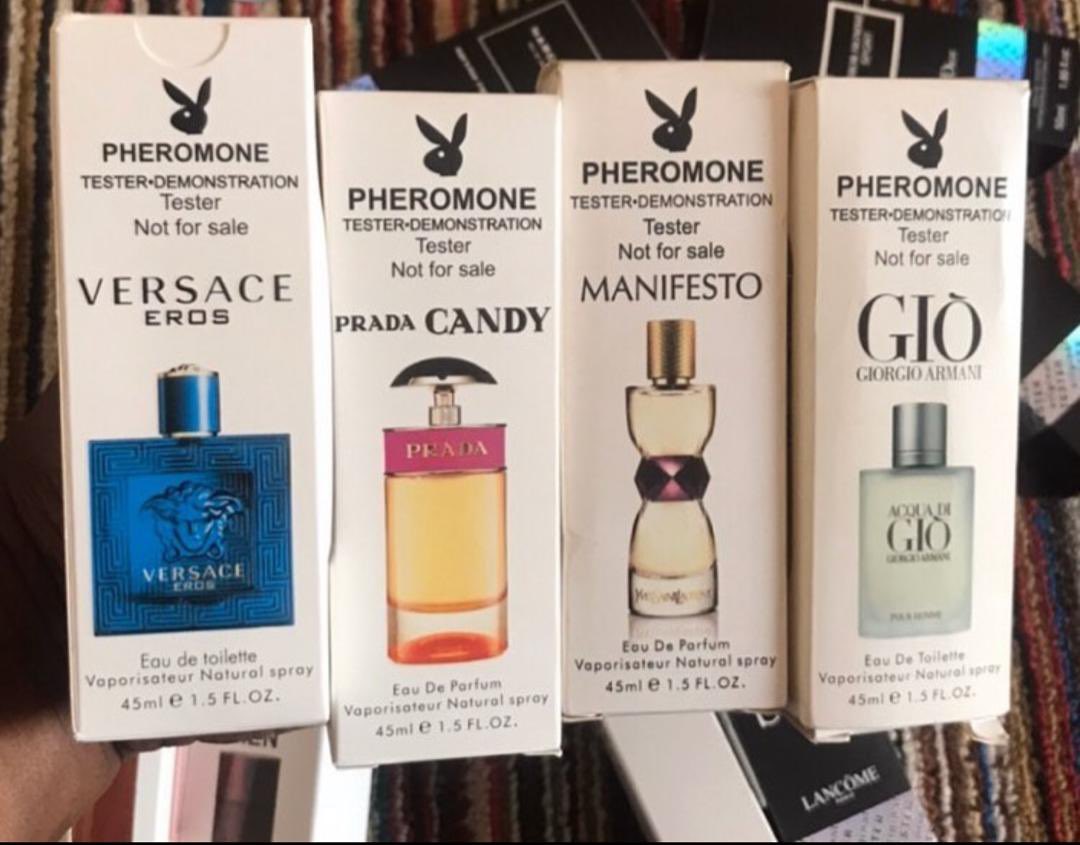 PHEROMONE
TESTER•DEMONSTRATION
Tester
Not for sale
VERSACE
EROS
VERSACE
EROS
Eau de toilette
Vaporisateur Natural spray
45ml e 1.5 FL.OZ.
PHEROMONE
TESTER•DEMONSTRATION
Tester
Not for sale
PRADA CANDY
PRADA
Eau De Parfum
Vaporisateur Natural spray
45ml e 1.5 FL.OZ.
PHEROMONE
TESTER•DEMONSTRATION
Tester
Not for sale
MANIFESTO
YVES SAINT LAURENT
Eau De Parfum
Vaporisateur Natural spray
45ml e 1.5 FL.OZ.
PHEROMONE
TESTER•DEMONSTRATION
Tester
Not for sale
GIÒ
GIORGIO ARMANI
ACQUA DI
GIÒ
GIORGIO ARMANI
POUR HOMME
Eau De Toilette
Vaporisateur Natural spray
45ml e 1.5 FL.OZ.
LANCÔME